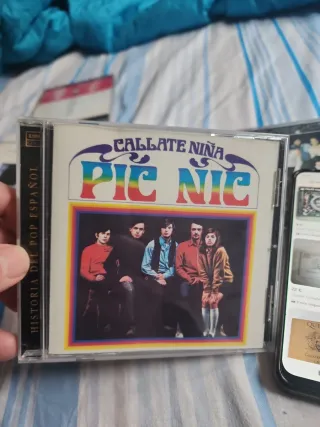 CALLATE NIÑA
PIC NIC
HISTORIA DEL POP ESPAÑOL